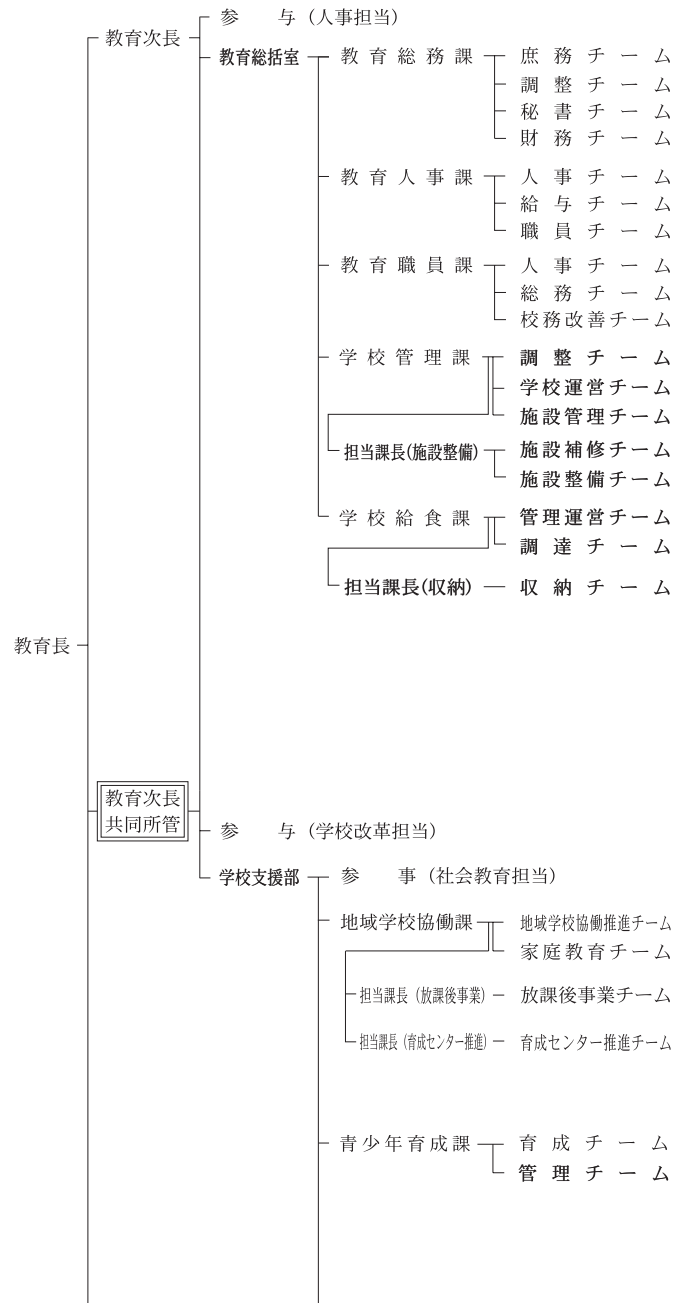 参　　与（人事担当）
教育次長
教育総括室　教育総務課　庶務チーム
調整チーム
秘書チーム
財務チーム
教育人事課　人事チーム
給与チーム
職員チーム
教育職員課　人事チーム
総務チーム
校務改善チーム
学校管理課　調整チーム
学校運営チーム
施設管理チーム
担当課長(施設整備)　施設補修チーム
施設整備チーム
学校給食課　管理運営チーム
調達チーム
担当課長(収納)　収納チーム
教育長
教育次長
共同所管
参　　与（学校改革担当）
学校支援部　参　　事（社会教育担当）
地域学校協働課　地域学校協働推進チーム
家庭教育チーム
担当課長（放課後事業）　放課後事業チーム
担当課長（育成センター推進）　育成センター推進チーム
青少年育成課　育成チーム
管理チーム